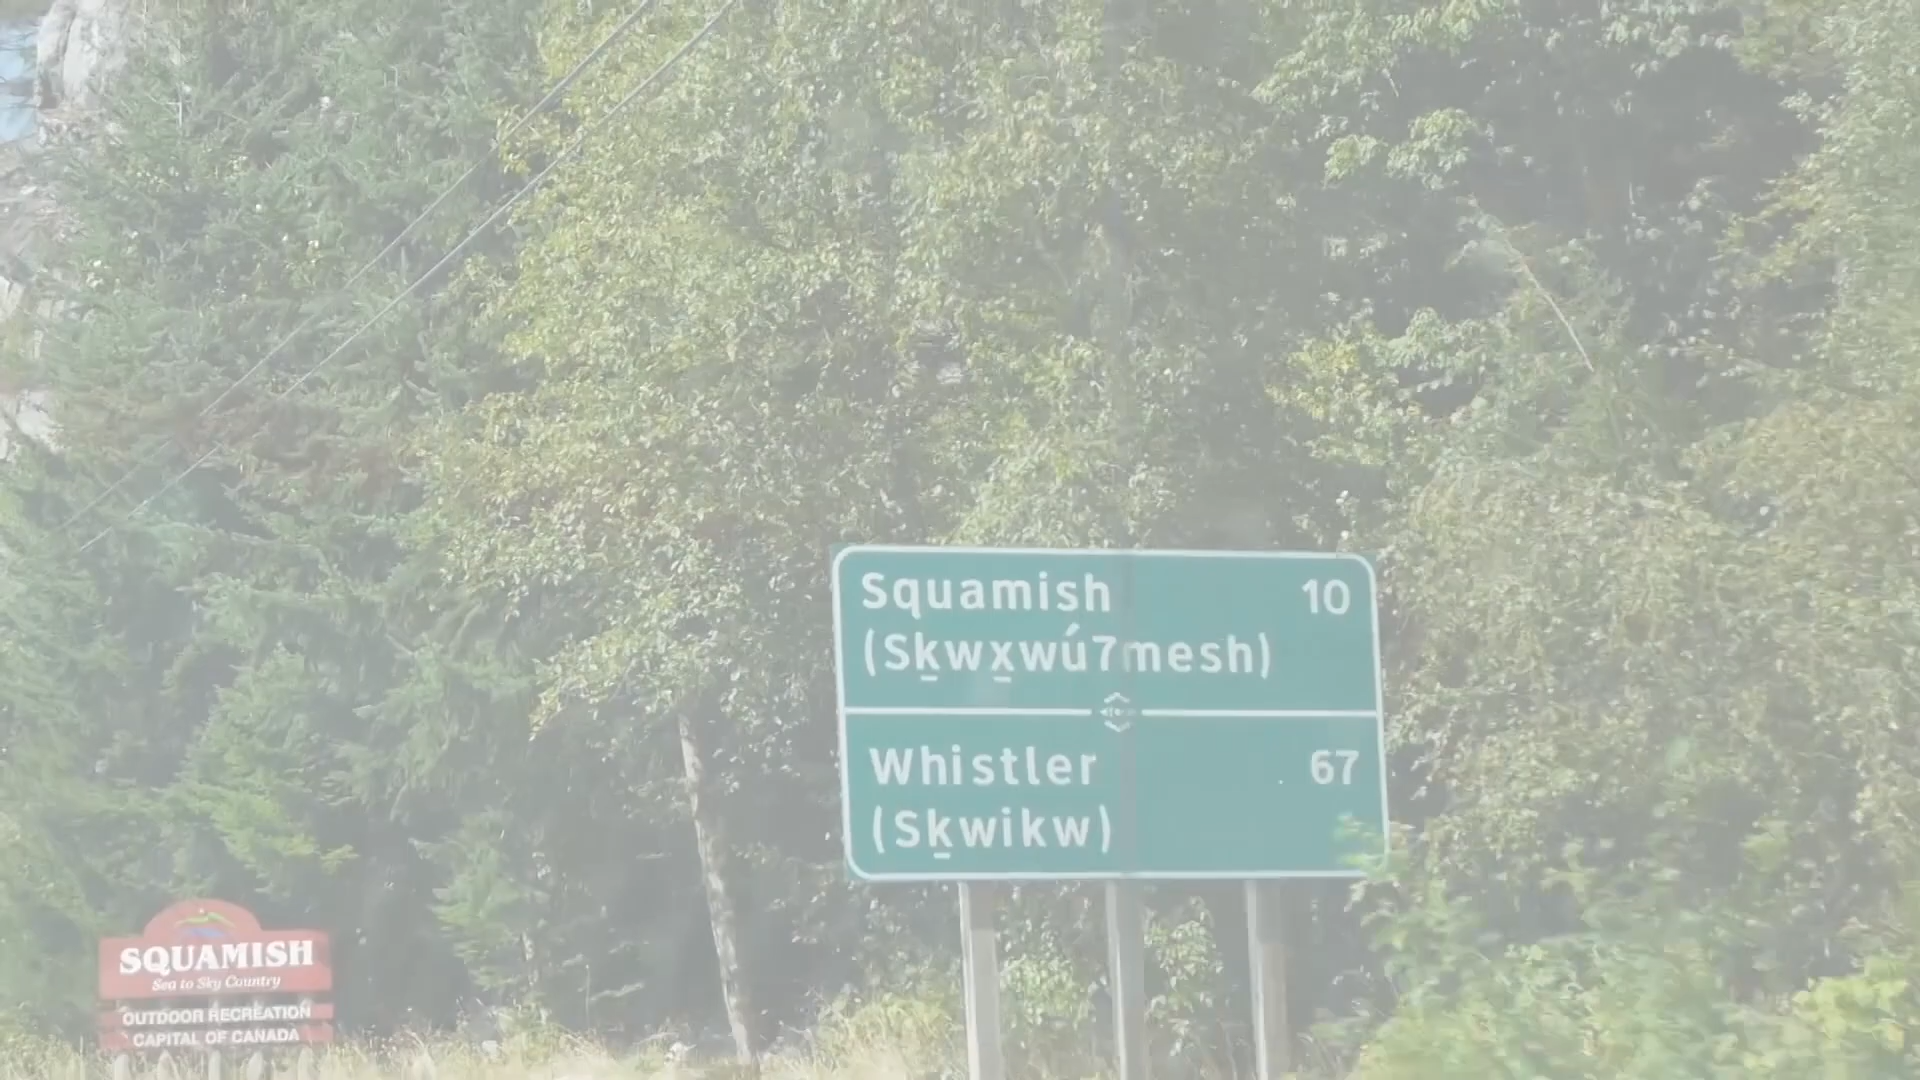 Squamish 10
(Sḵwx̱wú7mesh)
Whistler 67
(Sḵwikw)
SQUAMISH
Sea to Sky Country
OUTDOOR RECREATION
CAPITAL OF CANADA